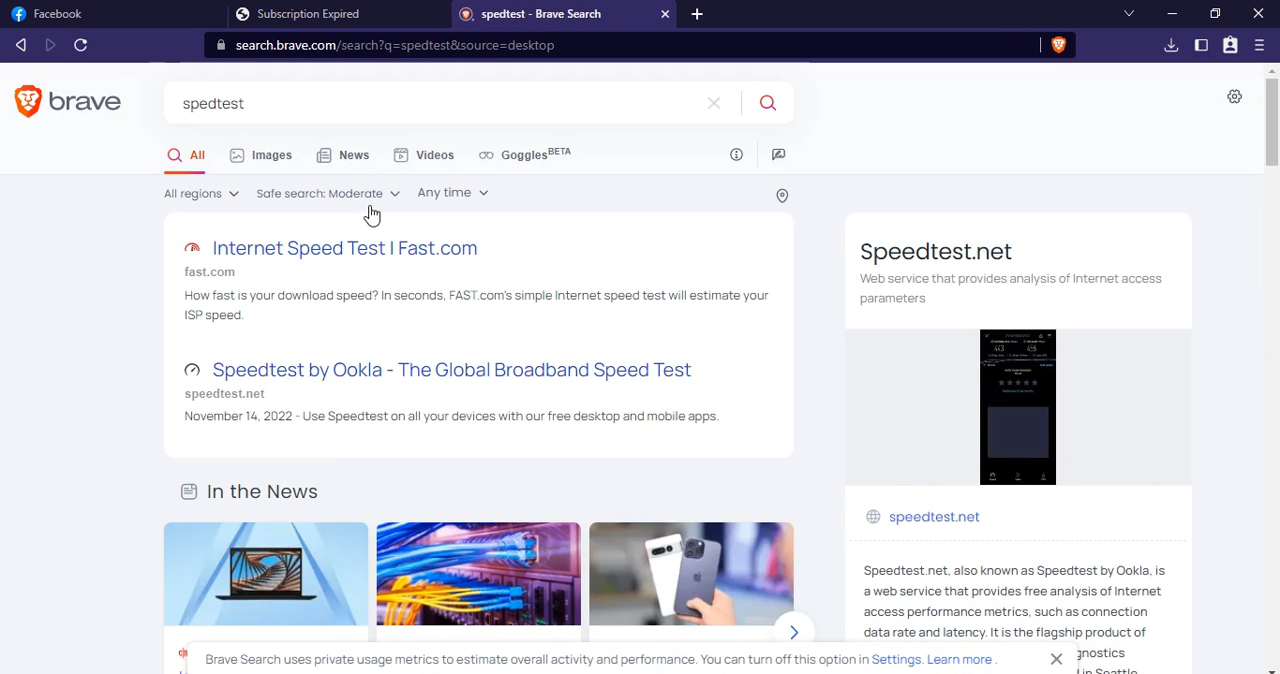 Facebook
Subscription Expired
spedtest - Brave Search
search.brave.com/search?q=spedtest&source=desktop
brave
spedtest
All
Images
News
Videos
Goggles BETA
All regions
Safe search: Moderate
Any time
Internet Speed Test | Fast.com
fast.com
How fast is your download speed? In seconds, FAST.com's simple Internet speed test will estimate your
ISP speed.
Speedtest by Ookla - The Global Broadband Speed Test
speedtest.net
November 14, 2022 - Use Speedtest on all your devices with our free desktop and mobile apps.
In the News
Speedtest.net
Web service that provides analysis of Internet access
parameters
speedtest.net
Speedtest.net, also known as Speedtest by Ookla, is
a web service that provides free analysis of Internet
access performance metrics, such as connection
data rate and latency. It is the flagship product of
gnostics
in Seattle
Brave Search uses private usage metrics to estimate overall activity and performance. You can turn off this option in Settings. Learn more .